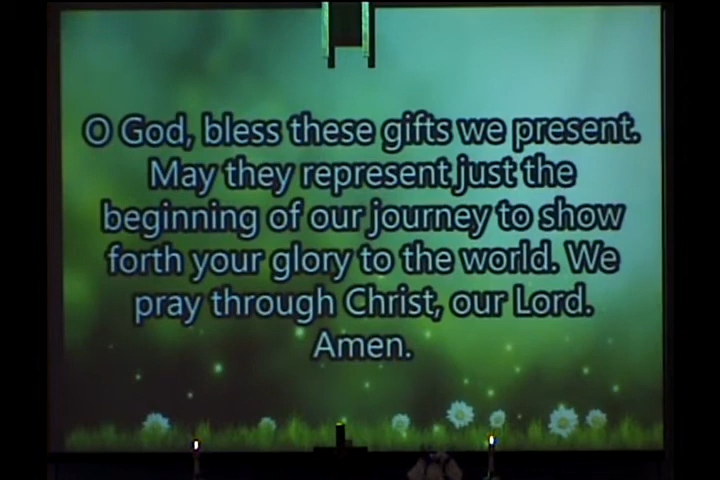 O God, bless these gifts we present.
May they represent just the
beginning of our journey to show
forth your glory to the world. We
pray through Christ, our Lord.
Amen.